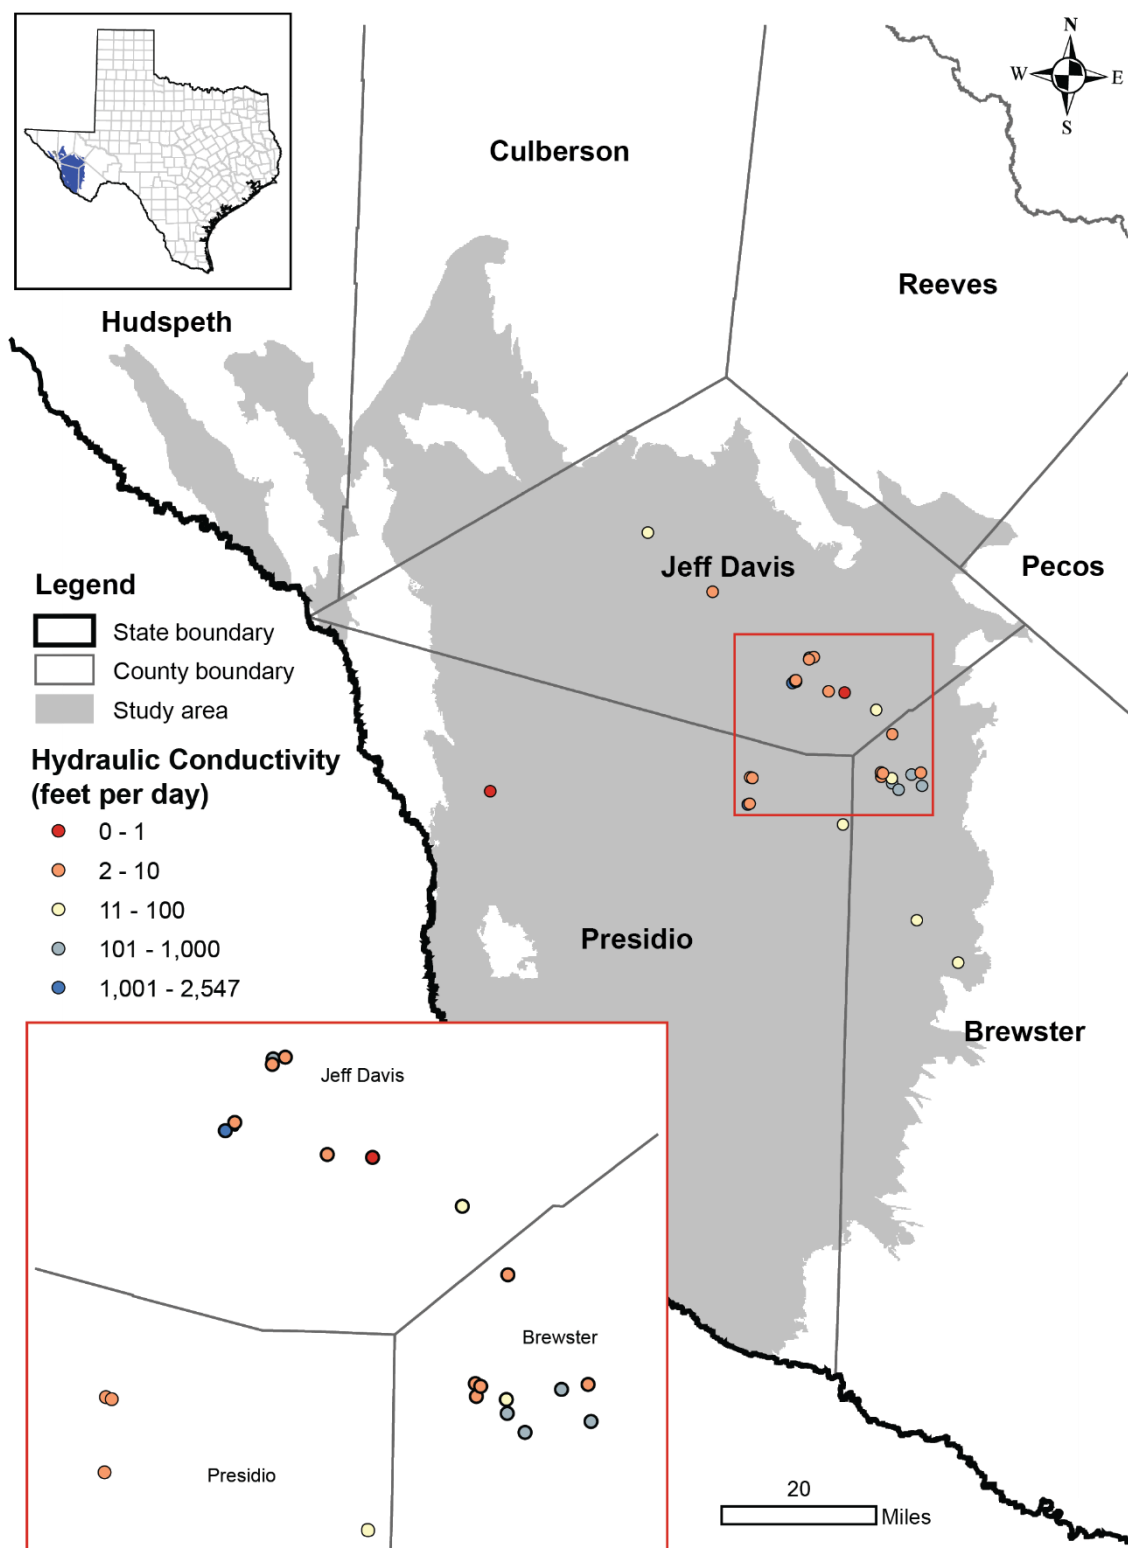 N
W
E
S
Culberson
Reeves
Hudspeth
Jeff Davis
Pecos
Legend
State boundary
County boundary
Study area
Hydraulic Conductivity
(feet per day)
0 - 1
2 - 10
11 - 100
101 - 1,000
1,001 - 2,547
Presidio
Brewster
Jeff Davis
Brewster
Presidio
20
Miles